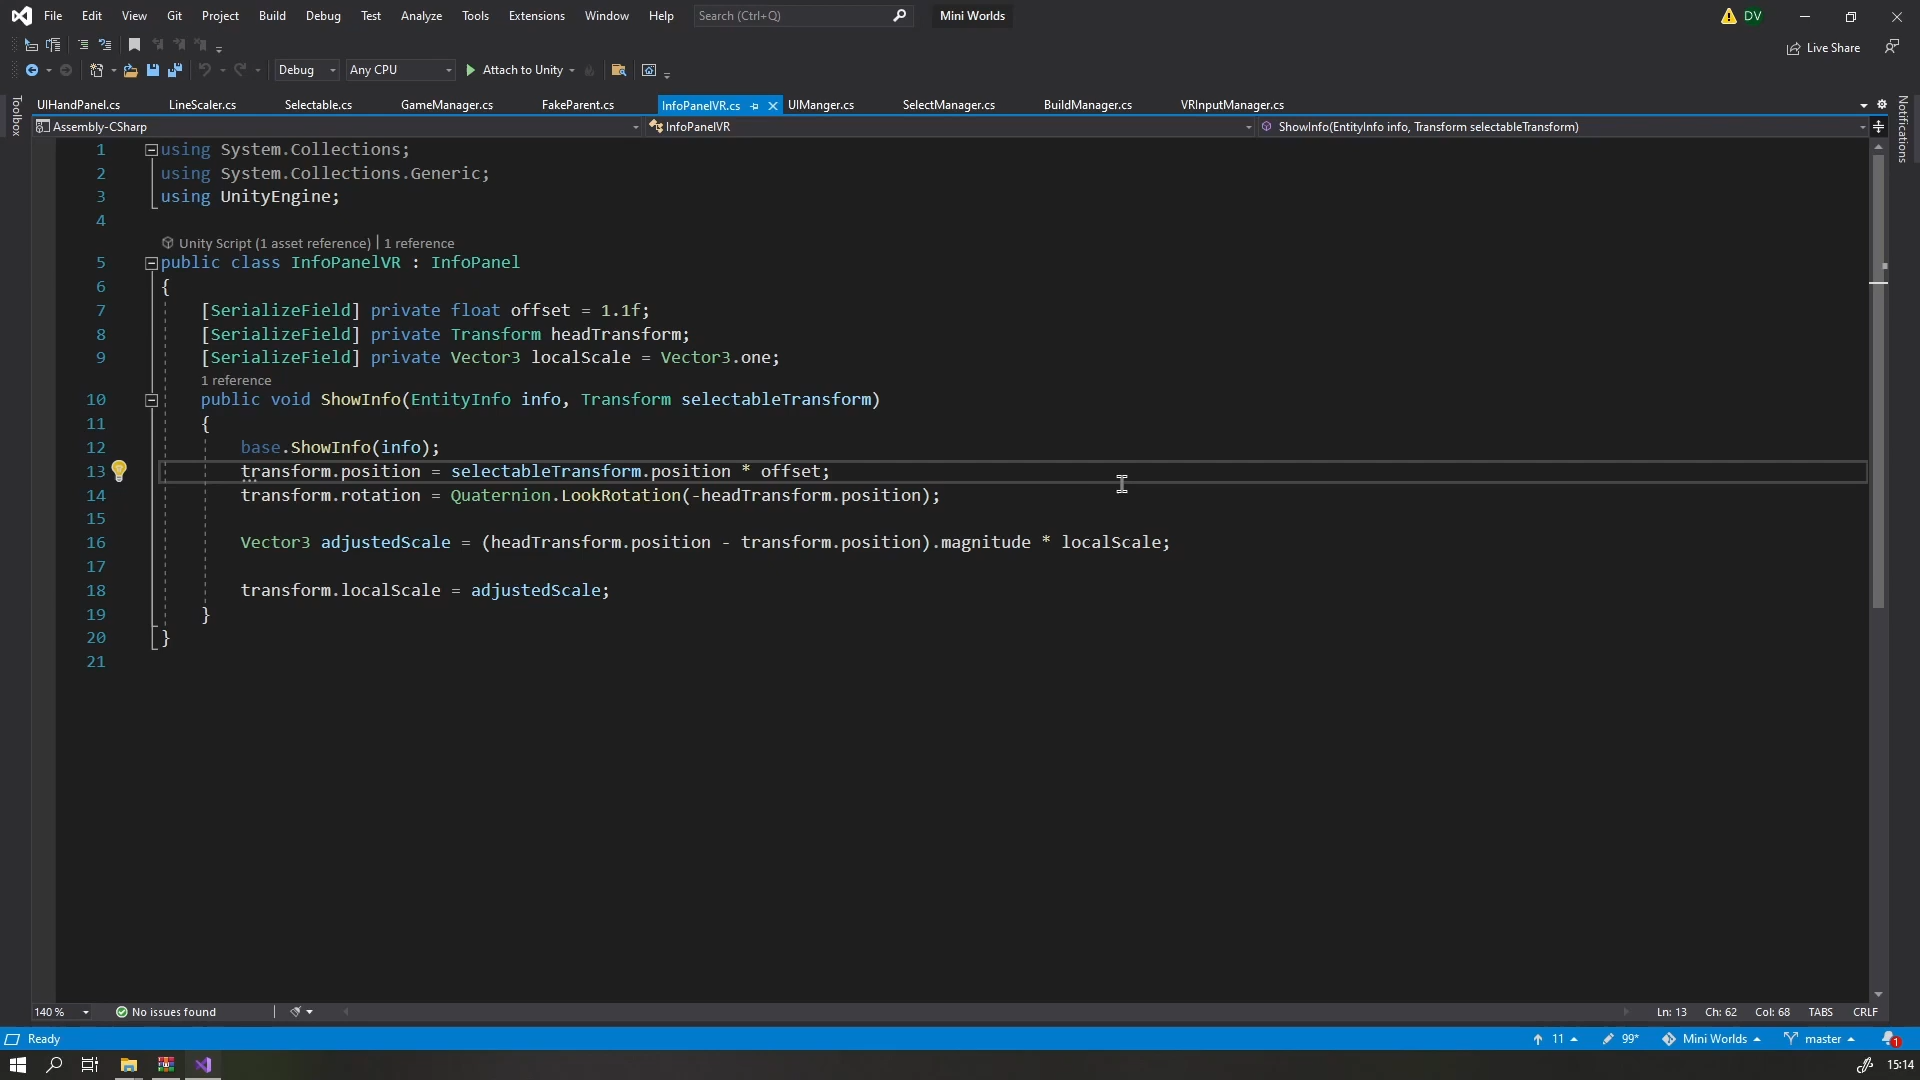 File Edit View Git Project Build Debug Test Analyze Tools Extensions Window Help Search (Ctrl+Q) Mini Worlds DV
Live Share
Debug Any CPU Attach to Unity
UIHandPanel.cs LineScaler.cs Selectable.cs GameManager.cs FakeParent.cs InfoPanelVR.cs UIManger.cs SelectManager.cs BuildManager.cs VRInputManager.cs
Toolbox
Notifications
Assembly-CSharp InfoPanelVR ShowInfo(EntityInfo info, Transform selectableTransform)
1 using System.Collections;
2 using System.Collections.Generic;
3 using UnityEngine;
4
Unity Script (1 asset reference) | 1 reference
5 public class InfoPanelVR : InfoPanel
6 {
7 [SerializeField] private float offset = 1.1f;
8 [SerializeField] private Transform headTransform;
9 [SerializeField] private Vector3 localScale = Vector3.one;
1 reference
10 public void ShowInfo(EntityInfo info, Transform selectableTransform)
11 {
12 base.ShowInfo(info);
13 transform.position = selectableTransform.position * offset;
14 transform.rotation = Quaternion.LookRotation(-headTransform.position);
15
16 Vector3 adjustedScale = (headTransform.position - transform.position).magnitude * localScale;
17
18 transform.localScale = adjustedScale;
19 }
20 }
21
140 % No issues found Ln: 13 Ch: 62 Col: 68 TABS CRLF
Ready 11 99* Mini Worlds master 1
15:14